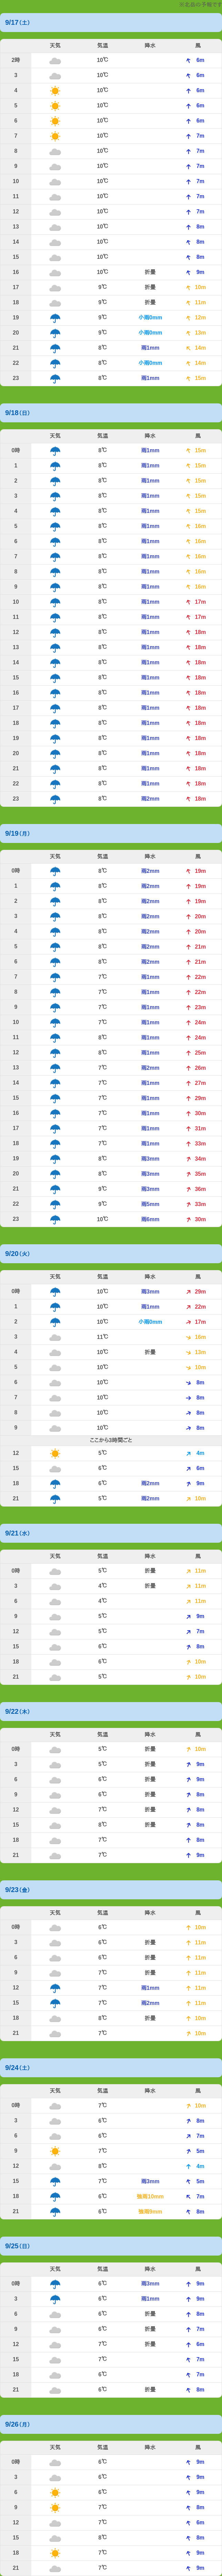 元気晶の予報です
9/17(土)
天気 気温 降水 風
2時 10℃ 6m
3 10℃ 6m
4 10℃ 6m
5 10℃ 6m
6 10℃ 6m
7 10℃ 7m
8 10℃ 7m
9 10℃ 7m
10 10℃ 7m
11 10℃ 7m
12 10℃ 7m
13 10℃ 8m
14 10℃ 8m
15 10℃ 8m
16 10℃ 折曇 9m
17 9℃ 折曇 10m
18 9℃ 折曇 11m
19 9℃ 小雨0mm 12m
20 9℃ 小雨0mm 13m
21 8℃ 雨1mm 14m
22 8℃ 小雨0mm 14m
23 8℃ 雨1mm 15m
9/18(日)
天気 気温 降水 風
0時 8℃ 雨1mm 15m
1 8℃ 雨1mm 15m
2 8℃ 雨1mm 15m
3 8℃ 雨1mm 15m
4 8℃ 雨1mm 15m
5 8℃ 雨1mm 16m
6 8℃ 雨1mm 16m
7 8℃ 雨1mm 16m
8 8℃ 雨1mm 16m
9 8℃ 雨1mm 16m
10 8℃ 雨1mm 17m
11 8℃ 雨1mm 17m
12 8℃ 雨1mm 18m
13 8℃ 雨1mm 18m
14 8℃ 雨1mm 18m
15 8℃ 雨1mm 18m
16 8℃ 雨1mm 18m
17 8℃ 雨1mm 18m
18 8℃ 雨1mm 18m
19 8℃ 雨1mm 18m
20 8℃ 雨1mm 18m
21 8℃ 雨1mm 18m
22 8℃ 雨1mm 18m
23 8℃ 雨2mm 18m
9/19(月)
天気 気温 降水 風
0時 8℃ 雨2mm 19m
1 8℃ 雨2mm 19m
2 8℃ 雨2mm 19m
3 8℃ 雨2mm 20m
4 8℃ 雨2mm 20m
5 8℃ 雨2mm 21m
6 8℃ 雨2mm 21m
7 7℃ 雨1mm 22m
8 7℃ 雨1mm 22m
9 7℃ 雨1mm 23m
10 7℃ 雨1mm 24m
11 8℃ 雨1mm 24m
12 8℃ 雨1mm 25m
13 7℃ 雨2mm 26m
14 7℃ 雨1mm 27m
15 7℃ 雨1mm 29m
16 7℃ 雨1mm 30m
17 7℃ 雨1mm 31m
18 7℃ 雨1mm 33m
19 8℃ 雨3mm 34m
20 8℃ 雨3mm 35m
21 9℃ 雨3mm 36m
22 9℃ 雨5mm 33m
23 10℃ 雨6mm 30m
9/20(火)
天気 気温 降水 風
0時 10℃ 雨3mm 29m
1 10℃ 雨1mm 22m
2 10℃ 小雨0mm 17m
3 11℃ 16m
4 10℃ 折曇 13m
5 10℃ 10m
6 10℃ 8m
7 10℃ 8m
8 10℃ 8m
9 10℃ 8m
ここから3時間ごと
12 5℃ 4m
15 6℃ 6m
18 6℃ 雨2mm 9m
21 5℃ 雨2mm 10m
9/21(水)
天気 気温 降水 風
0時 5℃ 折曇 11m
3 4℃ 折曇 11m
6 4℃ 11m
9 5℃ 9m
12 5℃ 7m
15 6℃ 8m
18 6℃ 10m
21 5℃ 10m
9/22(木)
天気 気温 降水 風
0時 5℃ 折曇 10m
3 5℃ 折曇 9m
6 6℃ 折曇 9m
9 6℃ 折曇 8m
12 7℃ 折曇 8m
15 8℃ 折曇 8m
18 7℃ 8m
21 7℃ 9m
9/23(金)
天気 気温 降水 風
0時 6℃ 10m
3 6℃ 折曇 11m
6 6℃ 折曇 11m
9 7℃ 折曇 11m
12 7℃ 雨1mm 11m
15 7℃ 雨2mm 11m
18 8℃ 折曇 10m
21 7℃ 10m
9/24(土)
天気 気温 降水 風
0時 7℃ 10m
3 6℃ 8m
6 6℃ 7m
9 7℃ 5m
12 8℃ 4m
15 7℃ 雨3mm 5m
18 6℃ 強雨10mm 7m
21 6℃ 強雨8mm 8m
9/25(日)
天気 気温 降水 風
0時 6℃ 雨3mm 9m
3 6℃ 雨1mm 9m
6 6℃ 折曇 8m
9 6℃ 折曇 7m
12 7℃ 折曇 6m
15 7℃ 7m
18 6℃ 7m
21 6℃ 折曇 8m
9/26(月)
天気 気温 降水 風
0時 6℃ 9m
3 6℃ 9m
6 6℃ 9m
9 7℃ 8m
12 7℃ 6m
15 8℃ 8m
18 7℃ 9m
21 7℃ 9m